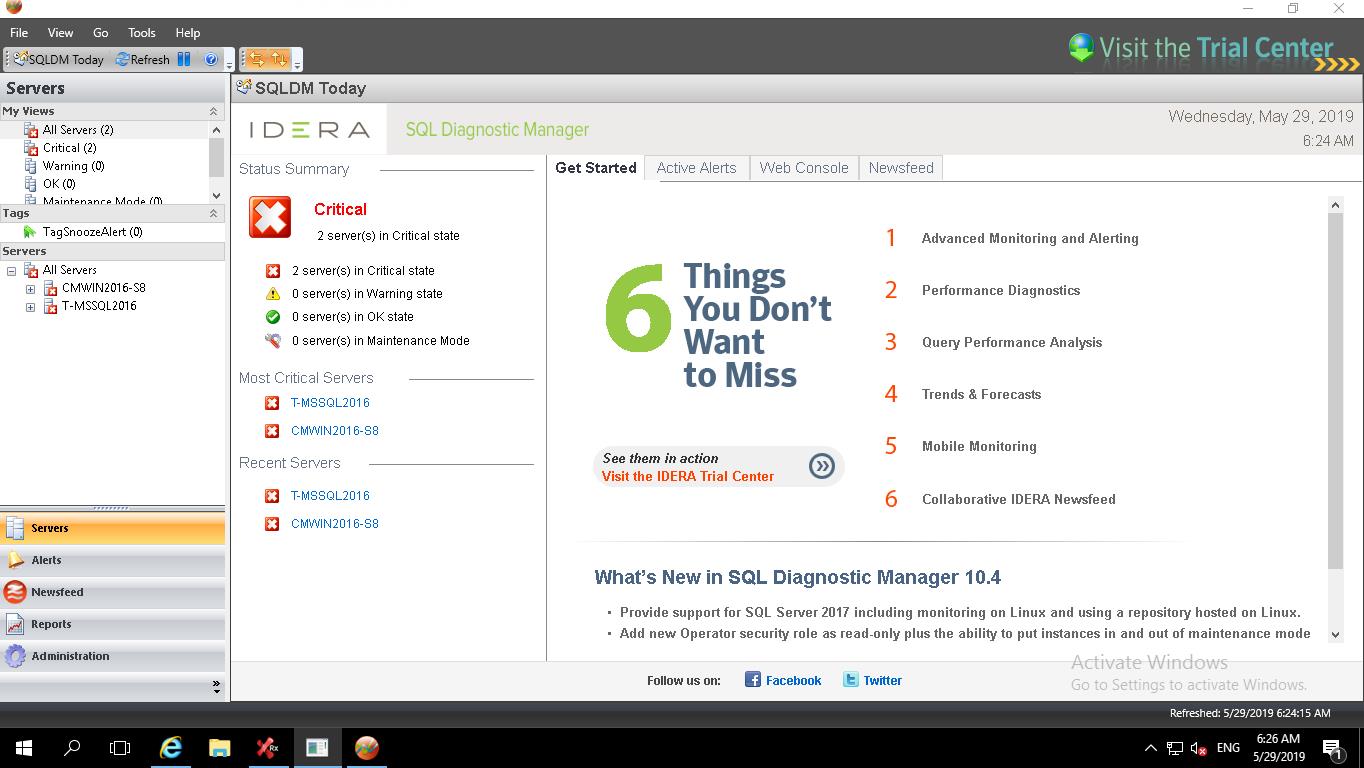 File View Go Tools Help
SQLDM Today Refresh
Visit the Trial Center
Servers
My Views
All Servers (2)
Critical (2)
Warning (0)
OK (0)
Maintenance Mode (0)
Tags
TagSnoozeAlert (0)
Servers
All Servers
CMWIN2016-S8
T-MSSQL2016
Servers
Alerts
Newsfeed
Reports
Administration
SQLDM Today
IDERA SQL Diagnostic Manager
Wednesday, May 29, 2019
6:24 AM
Status Summary
Critical
2 server(s) in Critical state
2 server(s) in Critical state
0 server(s) in Warning state
0 server(s) in OK state
0 server(s) in Maintenance Mode
Most Critical Servers
T-MSSQL2016
CMWIN2016-S8
Recent Servers
T-MSSQL2016
CMWIN2016-S8
Get Started Active Alerts Web Console Newsfeed
6 Things
You Don't
Want
to Miss
See them in action
Visit the IDERA Trial Center
1 Advanced Monitoring and Alerting
2 Performance Diagnostics
3 Query Performance Analysis
4 Trends & Forecasts
5 Mobile Monitoring
6 Collaborative IDERA Newsfeed
What's New in SQL Diagnostic Manager 10.4
• Provide support for SQL Server 2017 including monitoring on Linux and using a repository hosted on Linux.
• Add new Operator security role as read-only plus the ability to put instances in and out of maintenance mode
Activate Windows
Go to Settings to activate Windows.
Follow us on: Facebook Twitter
Refreshed: 5/29/2019 6:24:15 AM
Rx
ENG
6:26 AM
5/29/2019
1